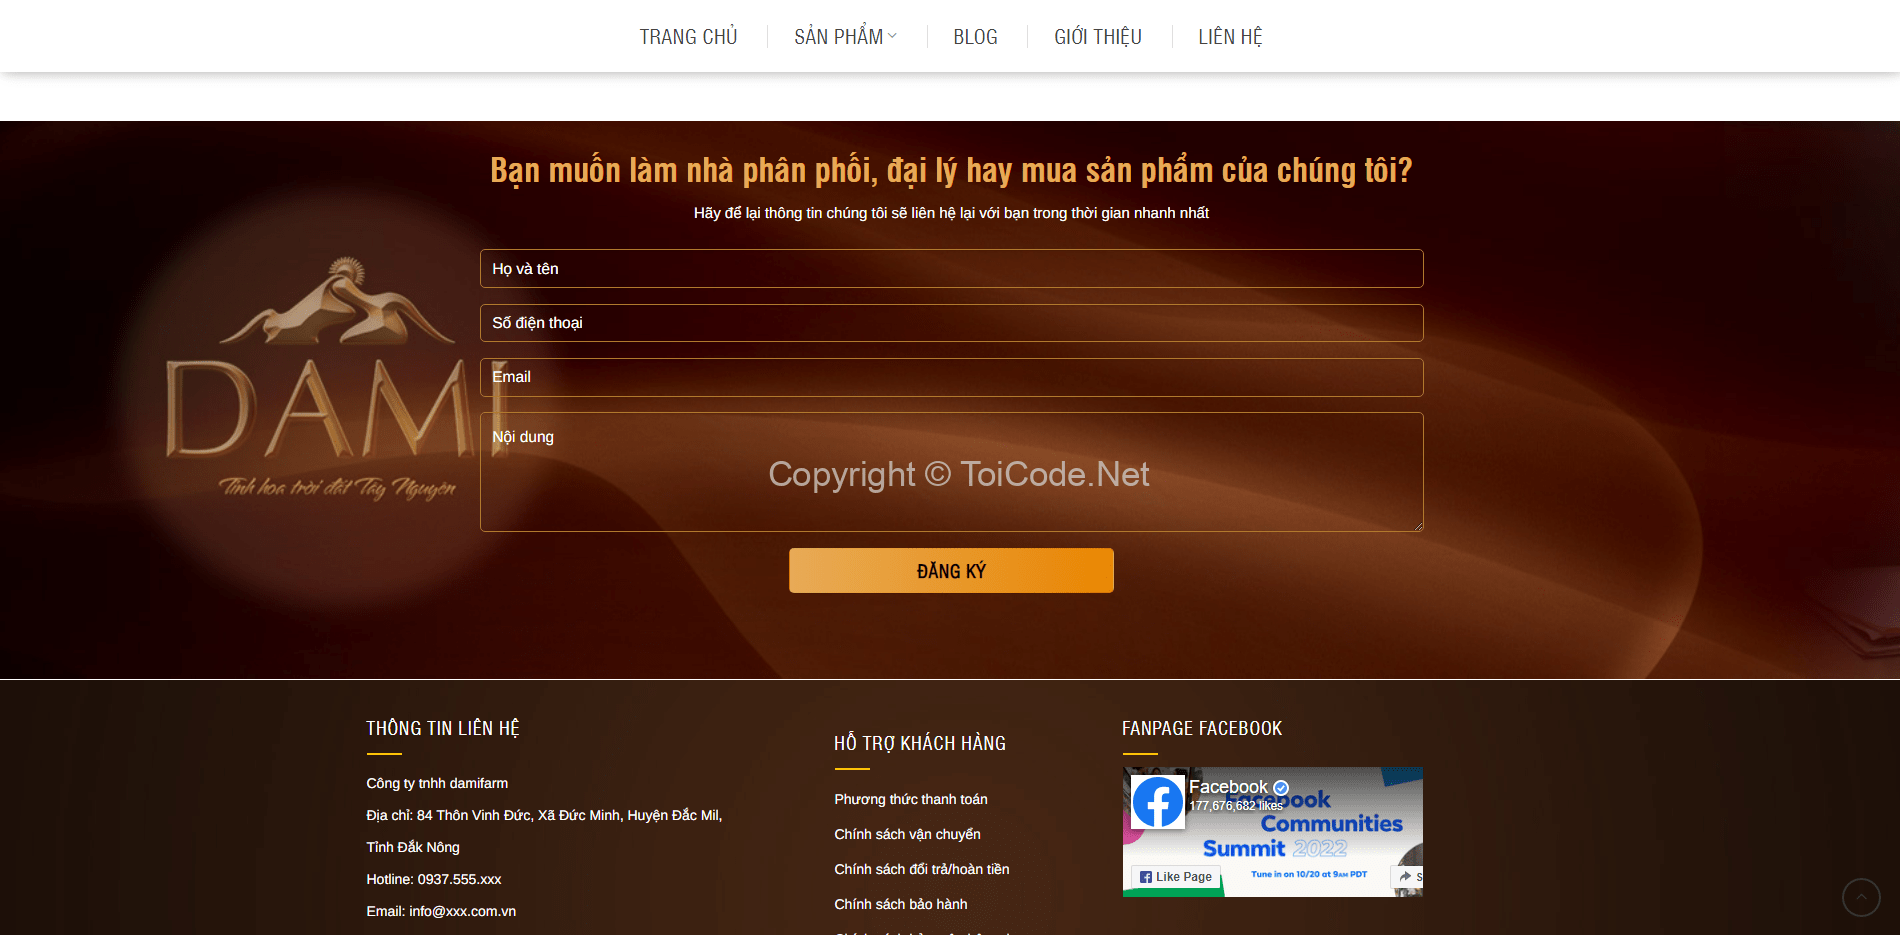 TRANG CHỦ
SẢN PHẨM
BLOG
GIỚI THIỆU
LIÊN HỆ
Bạn muốn làm nhà phân phối, đại lý hay mua sản phẩm của chúng tôi?
Hãy để lại thông tin chúng tôi sẽ liên hệ lại với bạn trong thời gian nhanh nhất
DAMI
Tinh hoa trời đất Tây Nguyên
Họ và tên
Số điện thoại
Email
Nội dung
Copyright © ToiCode.Net
ĐĂNG KÝ
THÔNG TIN LIÊN HỆ
Công ty tnhh damifarm
Địa chỉ: 84 Thôn Vinh Đức, Xã Đức Minh, Huyện Đắc Mil,
Tỉnh Đắk Nông
Hotline: 0937.555.xxx
Email: info@xxx.com.vn
HỖ TRỢ KHÁCH HÀNG
Phương thức thanh toán
Chính sách vận chuyển
Chính sách đổi trả/hoàn tiền
Chính sách bảo hành
FANPAGE FACEBOOK
Facebook
177,676,682 likes
Facebook
Communities
Summit 2022
Tune in on 10/20 at 9AM PDT
Like Page
S